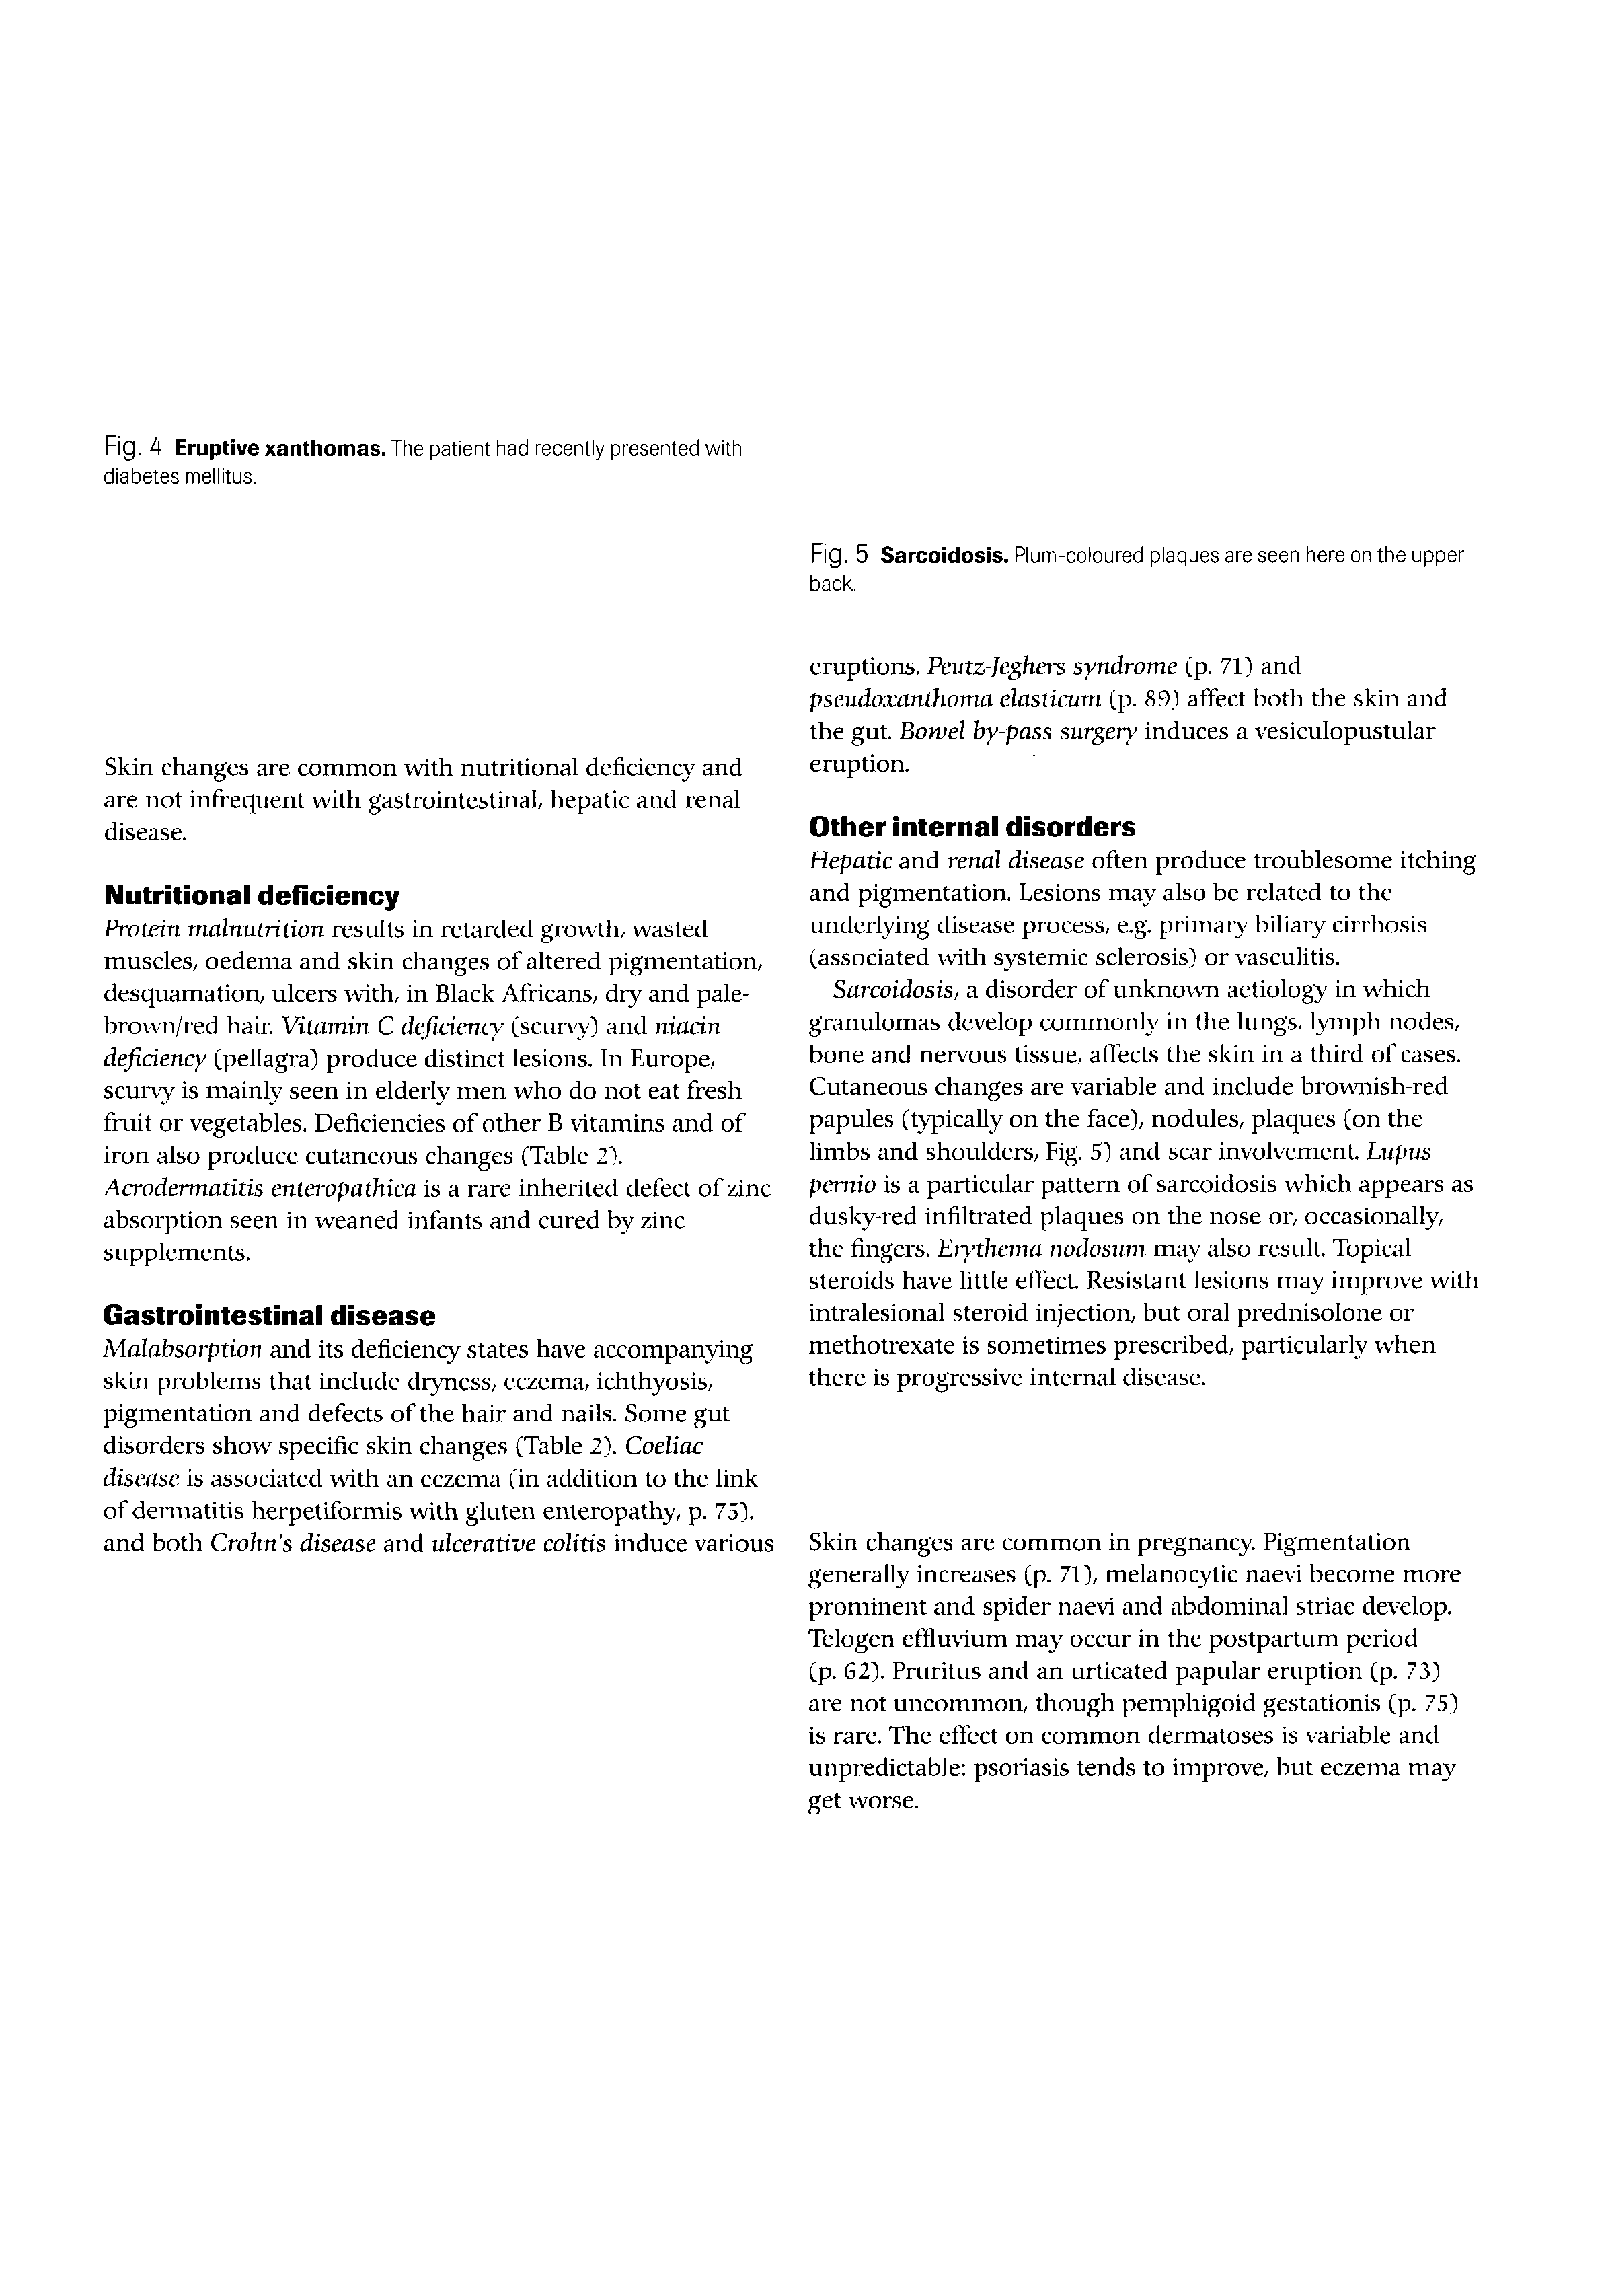 Fig. 4 Eruptive xanthomas. The patient had recently presented with
diabetes mellitus.
Skin changes are common with nutritional deficiency and
are not infrequent with gastrointestinal, hepatic and renal
disease.
Nutritional deficiency
Protein malnutrition results in retarded growth, wasted
muscles, oedema and skin changes of altered pigmentation,
desquamation, ulcers with, in Black Africans, dry and pale-
brown/red hair. Vitamin C deficiency (scurvy) and niacin
deficiency (pellagra) produce distinct lesions. In Europe,
scurvy is mainly seen in elderly men who do not eat fresh
fruit or vegetables. Deficiencies of other B vitamins and of
iron also produce cutaneous changes (Table 2).
Acrodermatitis enteropathica is a rare inherited defect of zinc
absorption seen in weaned infants and cured by zinc
supplements.
Gastrointestinal disease
Malabsorption and its deficiency states have accompanying
skin problems that include dryness, eczema, ichthyosis,
pigmentation and defects of the hair and nails. Some gut
disorders show specific skin changes (Table 2). Coeliac
disease is associated with an eczema (in addition to the link
of dermatitis herpetiformis with gluten enteropathy, p. 75).
and both Crohn's disease and ulcerative colitis induce various
Fig. 5 Sarcoidosis. Plum-coloured plaques are seen here on the upper
back.
eruptions. Peutz-Jeghers syndrome (p. 71) and
pseudoxanthoma elasticum (p. 89) affect both the skin and
the gut. Bowel by-pass surgery induces a vesiculopustular
eruption.
Other internal disorders
Hepatic and renal disease often produce troublesome itching
and pigmentation. Lesions may also be related to the
underlying disease process, e.g. primary biliary cirrhosis
(associated with systemic sclerosis) or vasculitis.
Sarcoidosis, a disorder of unknown aetiology in which
granulomas develop commonly in the lungs, lymph nodes,
bone and nervous tissue, affects the skin in a third of cases.
Cutaneous changes are variable and include brownish-red
papules (typically on the face), nodules, plaques (on the
limbs and shoulders, Fig. 5) and scar involvement. Lupus
pernio is a particular pattern of sarcoidosis which appears as
dusky-red infiltrated plaques on the nose or, occasionally,
the fingers. Erythema nodosum may also result. Topical
steroids have little effect. Resistant lesions may improve with
intralesional steroid injection, but oral prednisolone or
methotrexate is sometimes prescribed, particularly when
there is progressive internal disease.
Skin changes are common in pregnancy. Pigmentation
generally increases (p. 71), melanocytic naevi become more
prominent and spider naevi and abdominal striae develop.
Telogen effluvium may occur in the postpartum period
(p. 62). Pruritus and an urticated papular eruption (p. 73)
are not uncommon, though pemphigoid gestationis (p. 75)
is rare. The effect on common dermatoses is variable and
unpredictable: psoriasis tends to improve, but eczema may
get worse.